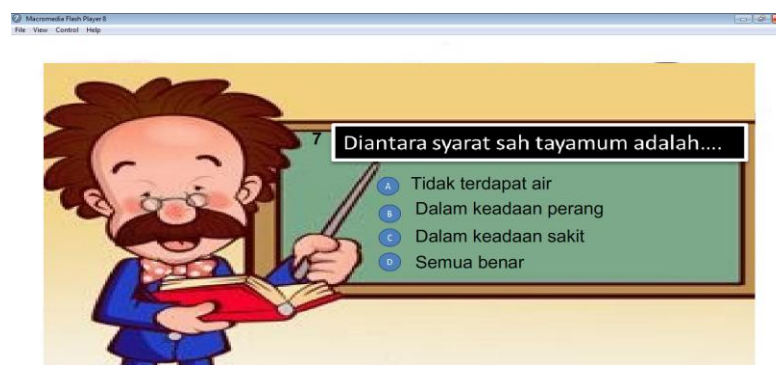 Macromedia Flash Player 8
File View Control Help
7 Diantara syarat sah tayamum adalah....
A Tidak terdapat air
B Dalam keadaan perang
C Dalam keadaan sakit
D Semua benar